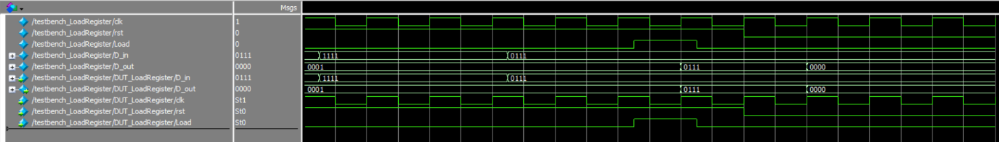 Msgs
/testbench_LoadRegister/clk 1
/testbench_LoadRegister/rst 0
/testbench_LoadRegister/Load 0
/testbench_LoadRegister/D_in 0111 1111 0111
/testbench_LoadRegister/D_out 0000 0001 0111 0000
/testbench_LoadRegister/DUT_LoadRegister/D_in 0111 1111 0111
/testbench_LoadRegister/DUT_LoadRegister/D_out 0000 0001 0111 0000
/testbench_LoadRegister/DUT_LoadRegister/clk St1
/testbench_LoadRegister/DUT_LoadRegister/rst St0
/testbench_LoadRegister/DUT_LoadRegister/Load St0